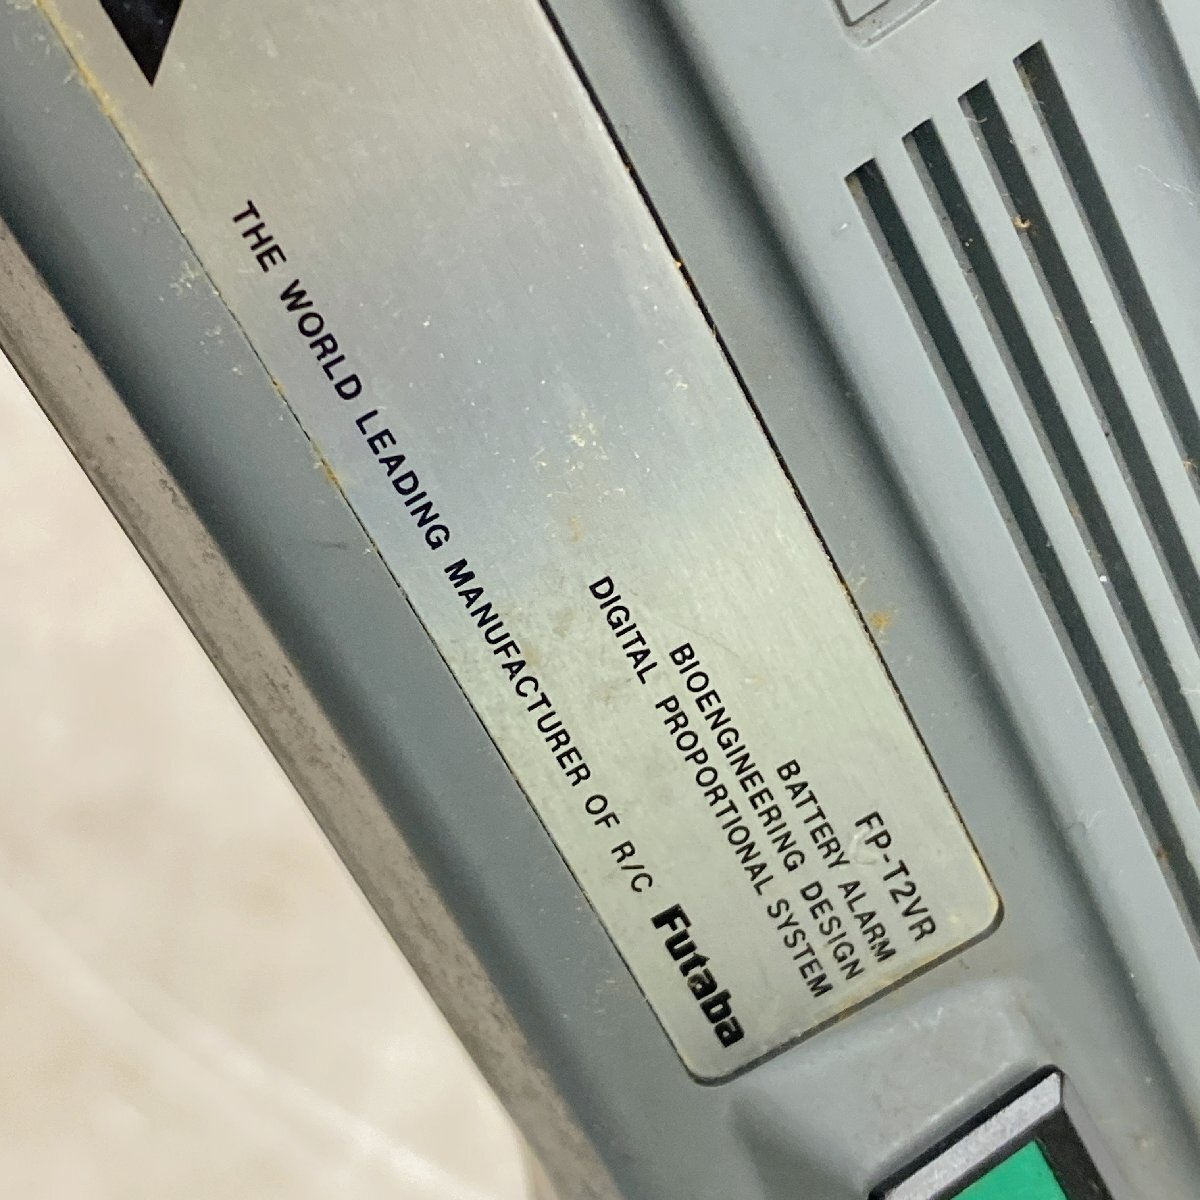 FP-T2VR
BATTERY ALARM
BIOENGINEERING DESIGN
DIGITAL PROPORTIONAL SYSTEM
THE WORLD LEADING MANUFACTURER OF R/C Futaba